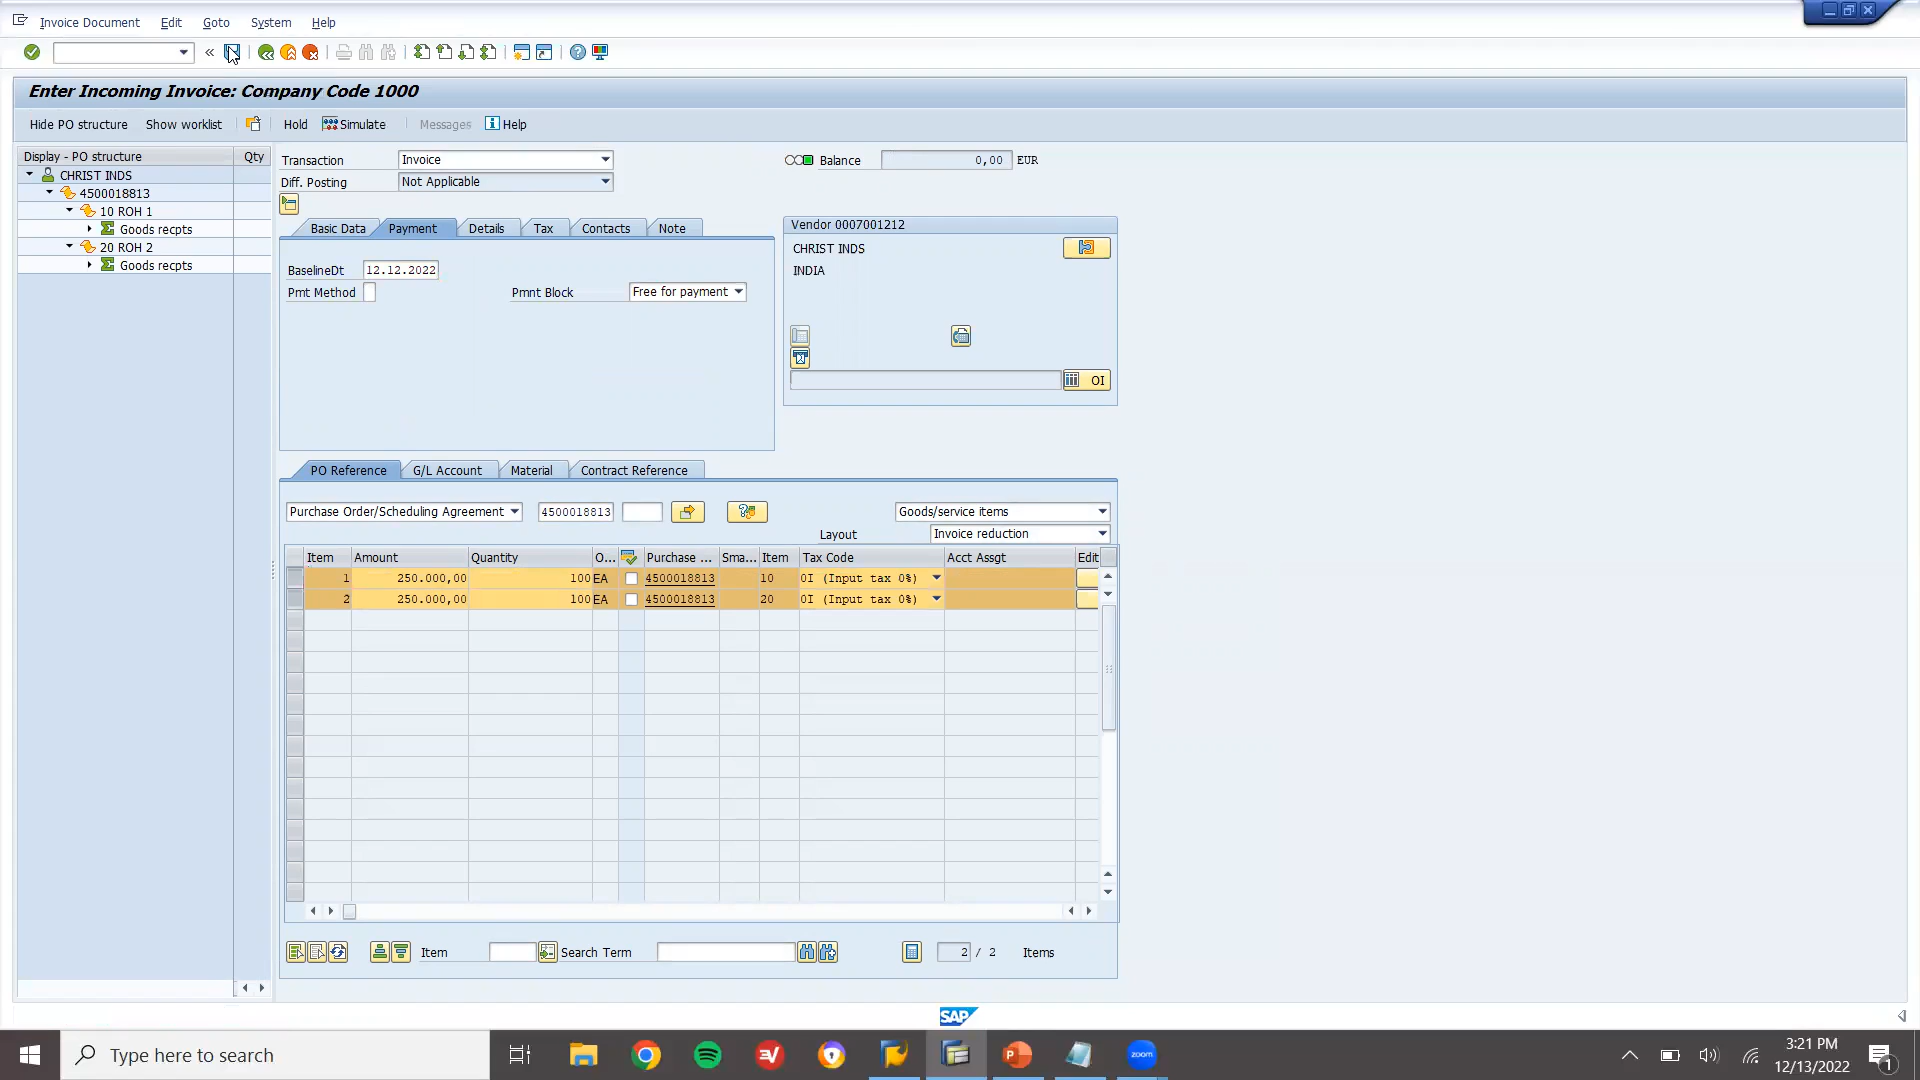 Invoice Document Edit Goto System Help
«
Enter Incoming Invoice: Company Code 1000
Hide PO structure Show worklist Hold Simulate Messages Help
Display - PO structure Qty
CHRIST INDS
4500018813
10 ROH 1
Goods recpts
20 ROH 2
Goods recpts
Transaction Invoice
Diff. Posting Not Applicable
Balance 0,00 EUR
Basic Data Payment Details Tax Contacts Note
BaselineDt 12.12.2022
Pmt Method Pmnt Block Free for payment
Vendor 0007001212
CHRIST INDS
INDIA
OI
PO Reference G/L Account Material Contract Reference
Purchase Order/Scheduling Agreement 4500018813 Goods/service items
Layout Invoice reduction
Item Amount Quantity O... Purchase ... Sma... Item Tax Code Acct Assgt Edit
1 250.000,00 100 EA 4500018813 10 0I (Input tax 0%)
2 250.000,00 100 EA 4500018813 20 0I (Input tax 0%)
Item Search Term 2 / 2 Items
SAP
Type here to search
zoom
3:21 PM
12/13/2022
1